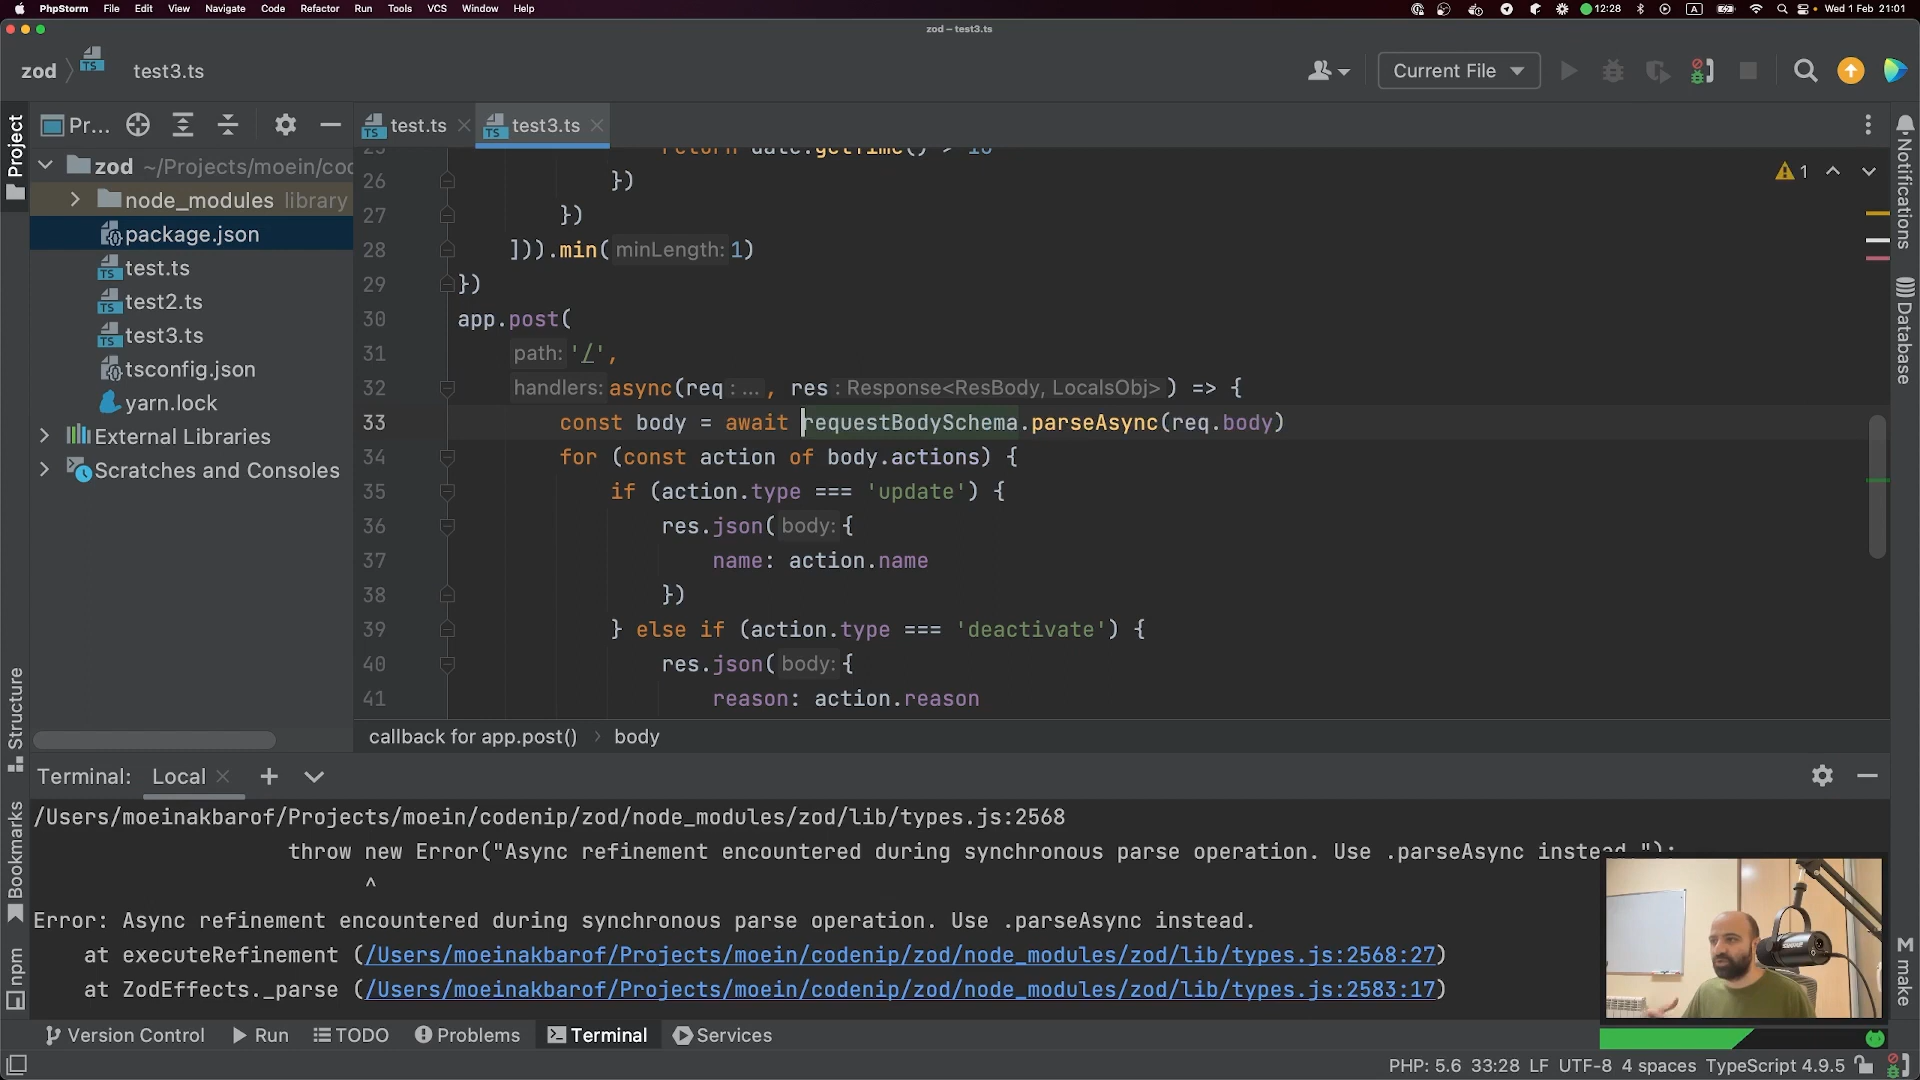 PhpStorm File Edit View Navigate Code Refactor Run Tools VCS Window Help 12:28 A Wed 1 Feb 21:01
zod – test3.ts
zod test3.ts Current File
Project
Pr...
test.ts
test3.ts
zod ~/Projects/moein/cod
node_modules library
package.json
test.ts
test2.ts
test3.ts
tsconfig.json
yarn.lock
External Libraries
Scratches and Consoles
25 return date.getTime() > 10
26 })
27 })
28 ])).min( minLength: 1)
29 })
30 app.post(
31 path: '/',
32 handlers: async(req : ... , res : Response<ResBody, LocalsObj> ) => {
33 const body = await requestBodySchema.parseAsync(req.body)
34 for (const action of body.actions) {
35 if (action.type === 'update') {
36 res.json( body: {
37 name: action.name
38 })
39 } else if (action.type === 'deactivate') {
40 res.json( body: {
41 reason: action.reason
1
Notifications
Database
make
callback for app.post() › body
Structure
Bookmarks
npm
Terminal: Local
/Users/moeinakbarof/Projects/moein/codenip/zod/node_modules/zod/lib/types.js:2568
throw new Error("Async refinement encountered during synchronous parse operation. Use .parseAsync instead.");
^
Error: Async refinement encountered during synchronous parse operation. Use .parseAsync instead.
at executeRefinement (/Users/moeinakbarof/Projects/moein/codenip/zod/node_modules/zod/lib/types.js:2568:27)
at ZodEffects._parse (/Users/moeinakbarof/Projects/moein/codenip/zod/node_modules/zod/lib/types.js:2583:17)
Version Control Run TODO Problems Terminal Services
PHP: 5.6 33:28 LF UTF-8 4 spaces TypeScript 4.9.5